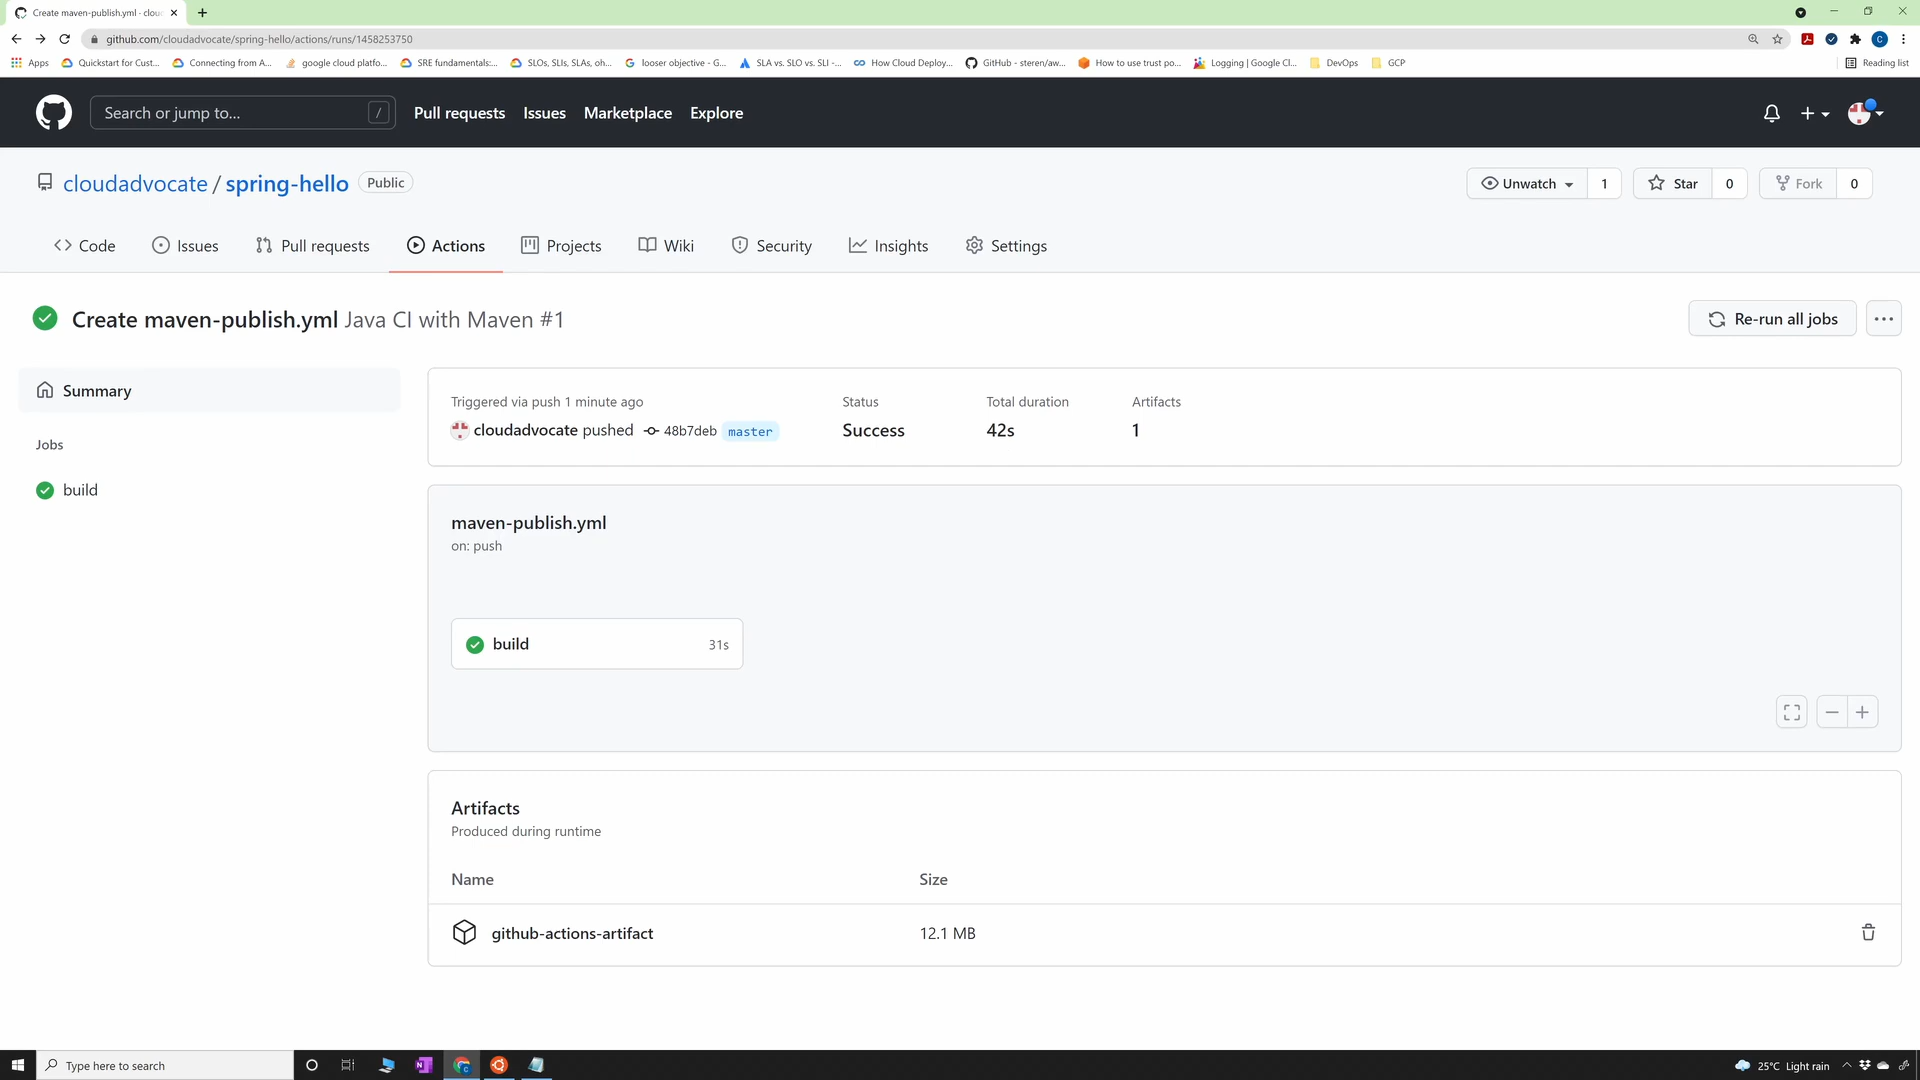 Create maven-publish.yml - clou
github.com/cloudadvocate/spring-hello/actions/runs/1458253750
Apps Quickstart for Cust... Connecting from A... google cloud platfo... SRE fundamentals:... SLOs, SLIs, SLAs, oh... looser objective - G... SLA vs. SLO vs. SLI -... How Cloud Deploy... GitHub - steren/aw... How to use trust po... Logging | Google Cl... DevOps GCP Reading list
Search or jump to... / Pull requests Issues Marketplace Explore
cloudadvocate / spring-hello Public Unwatch 1 Star 0 Fork 0
Code Issues Pull requests Actions Projects Wiki Security Insights Settings
Create maven-publish.yml Java CI with Maven #1 Re-run all jobs
Summary
Jobs
build
Triggered via push 1 minute ago Status Total duration Artifacts
cloudadvocate pushed 48b7deb master Success 42s 1
maven-publish.yml
on: push
build 31s
Artifacts
Produced during runtime
Name Size
github-actions-artifact 12.1 MB
Type here to search 25°C Light rain